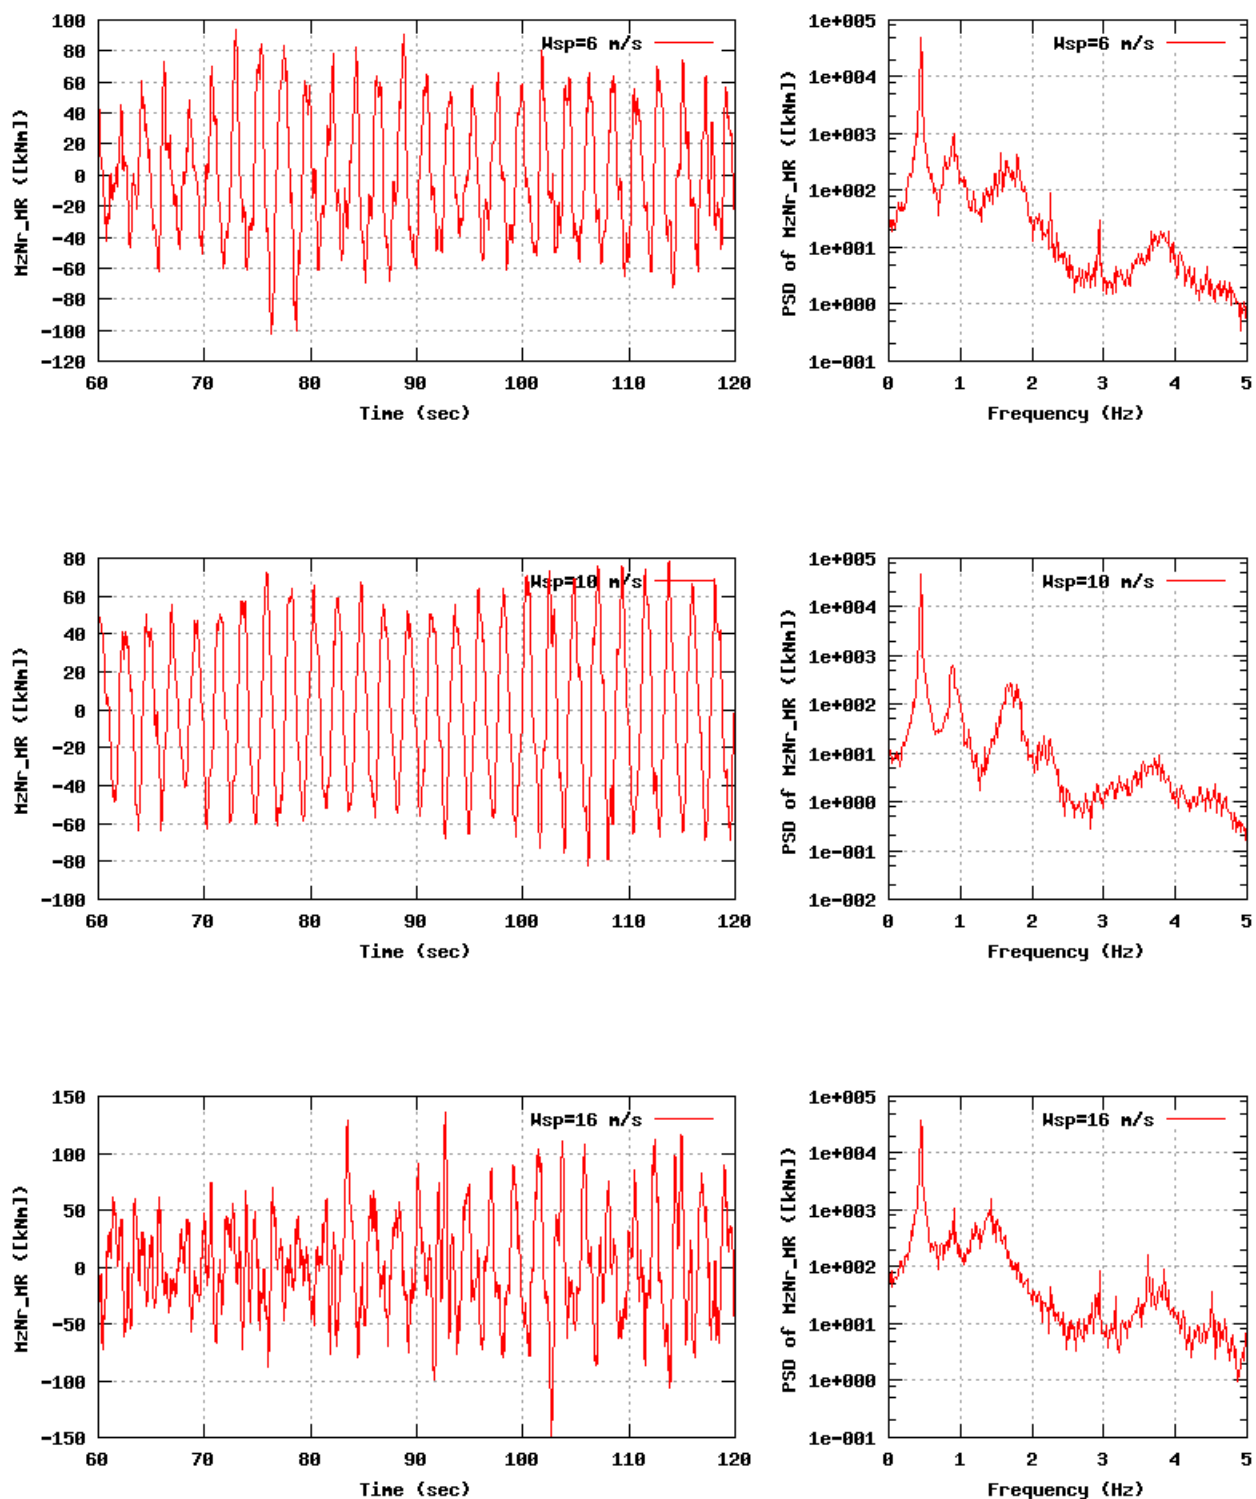 100
80
60
40
20
0
-20
-40
-60
-80
-100
-120
MzNr_MR ([kNm])
Wsp=6 m/s
60 70 80 90 100 110 120
Time (sec)
1e+005
1e+004
1e+003
1e+002
1e+001
1e+000
1e-001
PSD of MzNr_MR ([kNm])
Wsp=6 m/s
0 1 2 3 4 5
Frequency (Hz)
80
60
40
20
0
-20
-40
-60
-80
-100
MzNr_MR ([kNm])
Wsp=10 m/s
60 70 80 90 100 110 120
Time (sec)
1e+005
1e+004
1e+003
1e+002
1e+001
1e+000
1e-001
1e-002
PSD of MzNr_MR ([kNm])
Wsp=10 m/s
0 1 2 3 4 5
Frequency (Hz)
150
100
50
0
-50
-100
-150
MzNr_MR ([kNm])
Wsp=16 m/s
60 70 80 90 100 110 120
Time (sec)
1e+005
1e+004
1e+003
1e+002
1e+001
1e+000
1e-001
PSD of MzNr_MR ([kNm])
Wsp=16 m/s
0 1 2 3 4 5
Frequency (Hz)